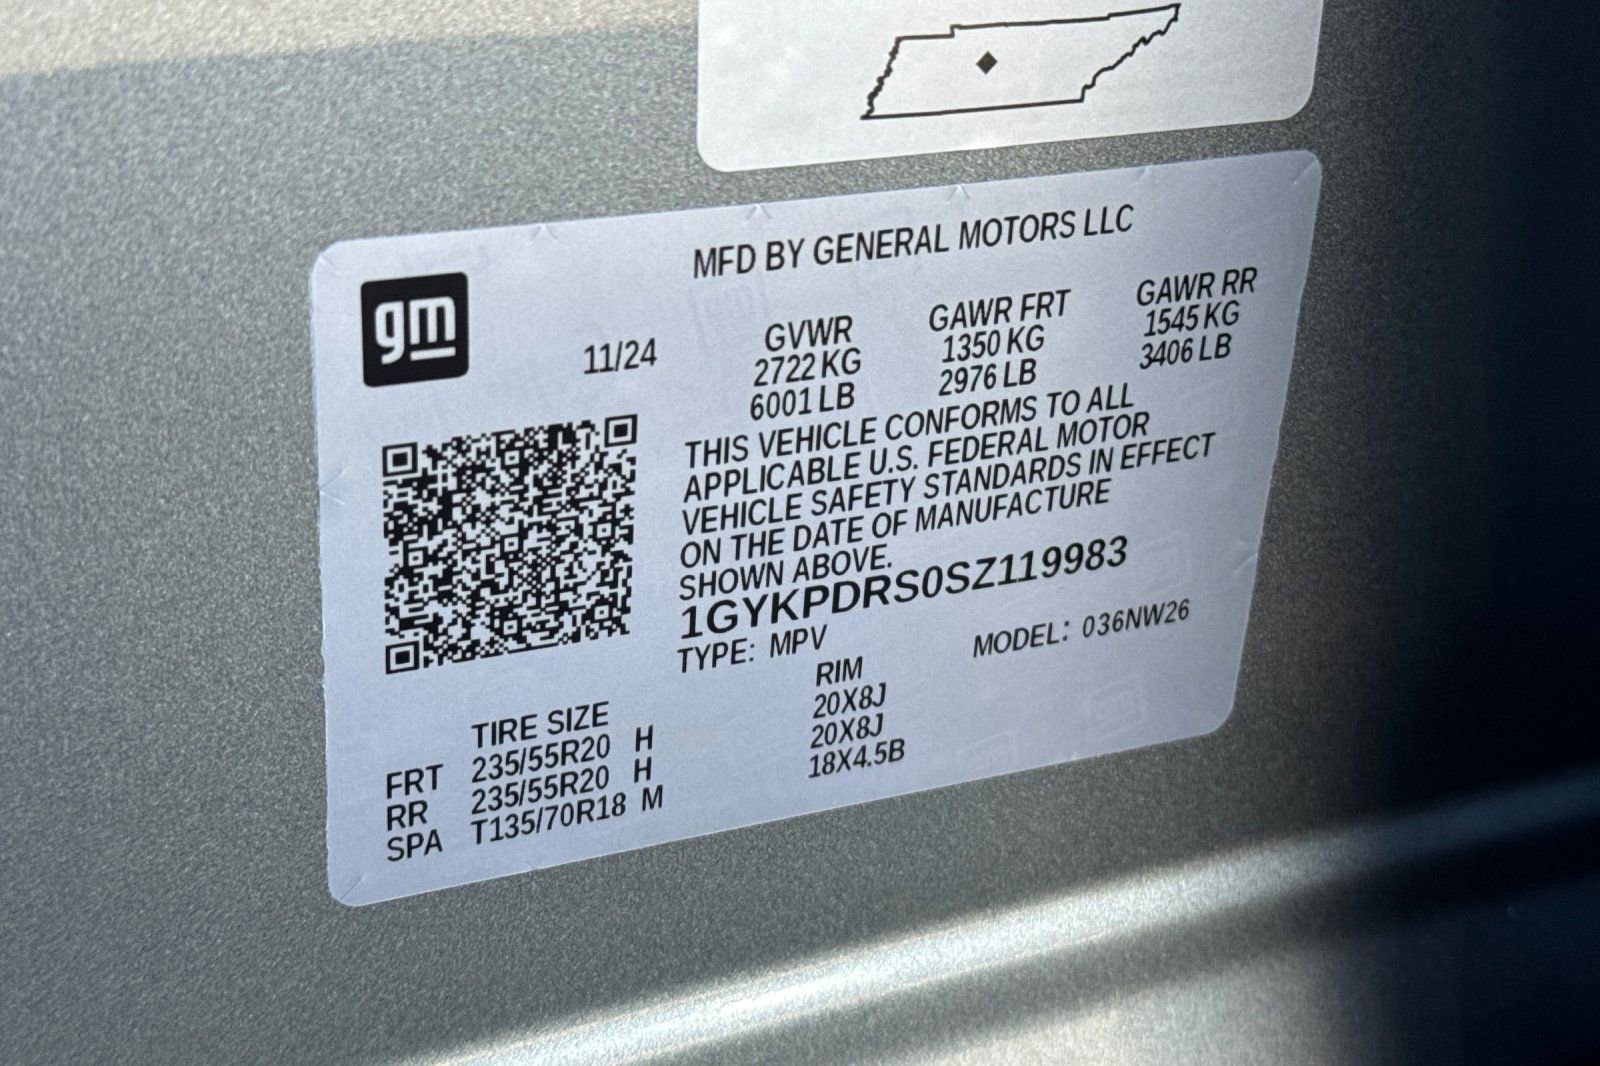 MFD BY GENERAL MOTORS LLC
gm
11/24
GVWR
2722 KG
6001 LB
GAWR FRT
1350 KG
2976 LB
GAWR RR
1545 KG
3406 LB
THIS VEHICLE CONFORMS TO ALL
APPLICABLE U.S. FEDERAL MOTOR
VEHICLE SAFETY STANDARDS IN EFFECT
ON THE DATE OF MANUFACTURE
SHOWN ABOVE.
1GYKPDRS0SZ119983
TYPE: MPV MODEL: 036NW26
TIRE SIZE RIM
FRT 235/55R20 H 20X8J
RR 235/55R20 H 20X8J
SPA T135/70R18 M 18X4.5B